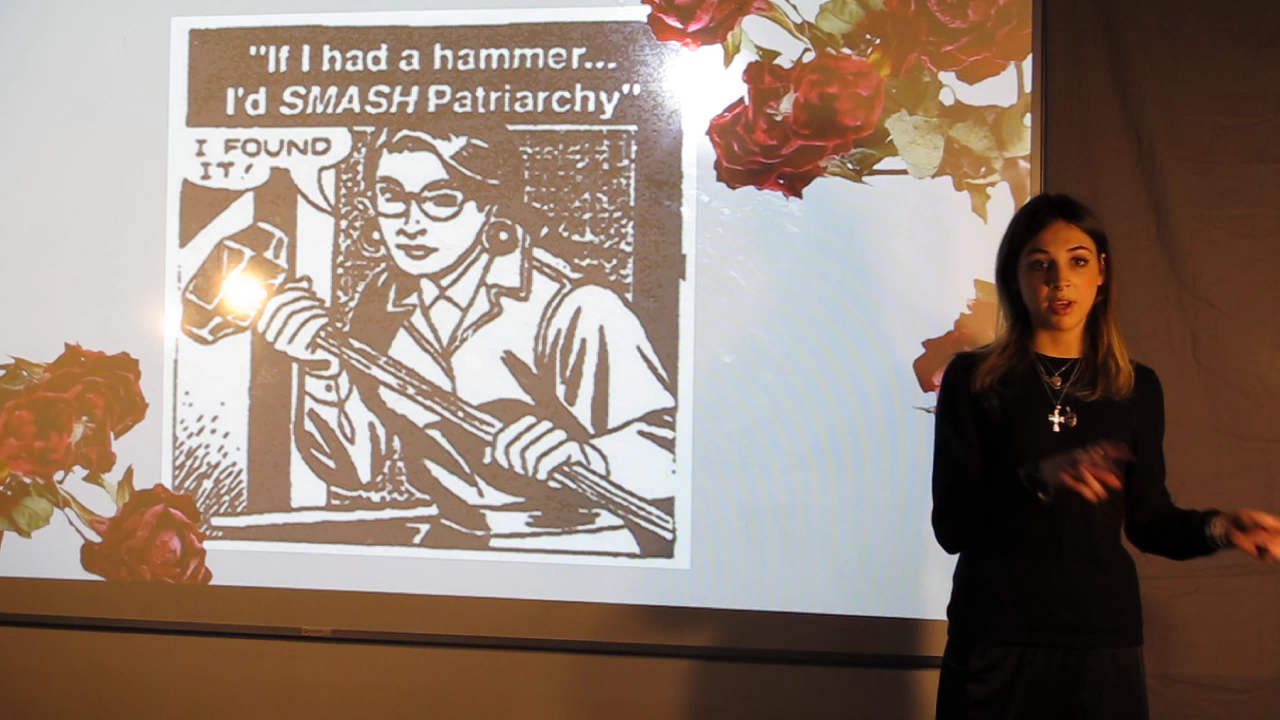 "If I had a hammer...
I'd SMASH Patriarchy"
I FOUND
IT!